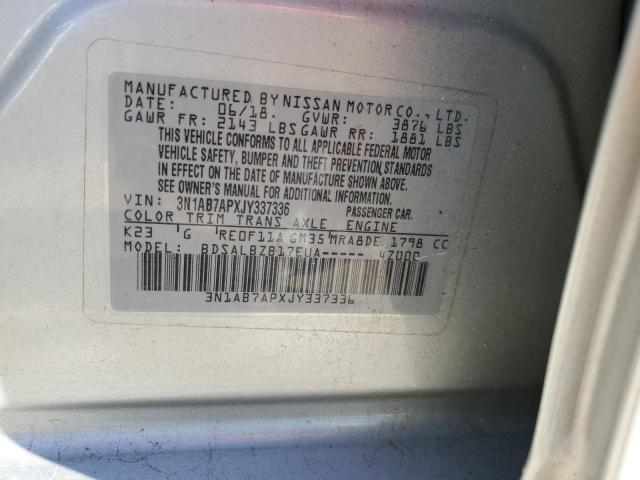 MANUFACTURED BY NISSAN MOTOR CO., LTD.
DATE: 06/18. GVWR: 3876 LBS
GAWR FR: 2143 LBS GAWR RR: 1881 LBS
THIS VEHICLE CONFORMS TO ALL APPLICABLE FEDERAL MOTOR
VEHICLE SAFETY, BUMPER AND THEFT PREVENTION STANDARDS
IN EFFECT ON THE DATE OF MANUFACTURE SHOWN ABOVE.
SEE OWNER'S MANUAL FOR ADDITIONAL INFORMATION.
VIN: 3N1AB7APXJY337336 PASSENGER CAR.
COLOR TRIM TRANS AXLE ENGINE
K23 G RE0F11A GM35 MRA8DE 1798 CC
MODEL: BDSALBZB17EUA----- 4Z000
3N1AB7APXJY337336